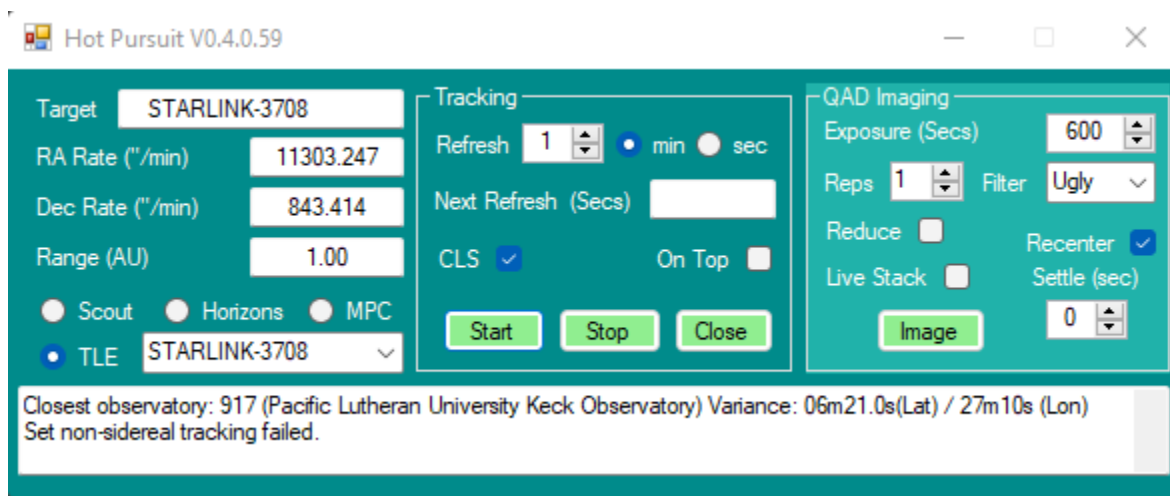 Hot Pursuit V0.4.0.59
Target STARLINK-3708
RA Rate ("/min) 11303.247
Dec Rate ("/min) 843.414
Range (AU) 1.00
Scout Horizons MPC
TLE STARLINK-3708
Tracking
Refresh 1 min sec
Next Refresh (Secs)
CLS On Top
Start Stop Close
QAD Imaging
Exposure (Secs) 600
Reps 1 Filter Ugly
Reduce Recenter
Live Stack Settle (sec)
Image 0
Closest observatory: 917 (Pacific Lutheran University Keck Observatory) Variance: 06m21.0s(Lat) / 27m10s (Lon)
Set non-sidereal tracking failed.